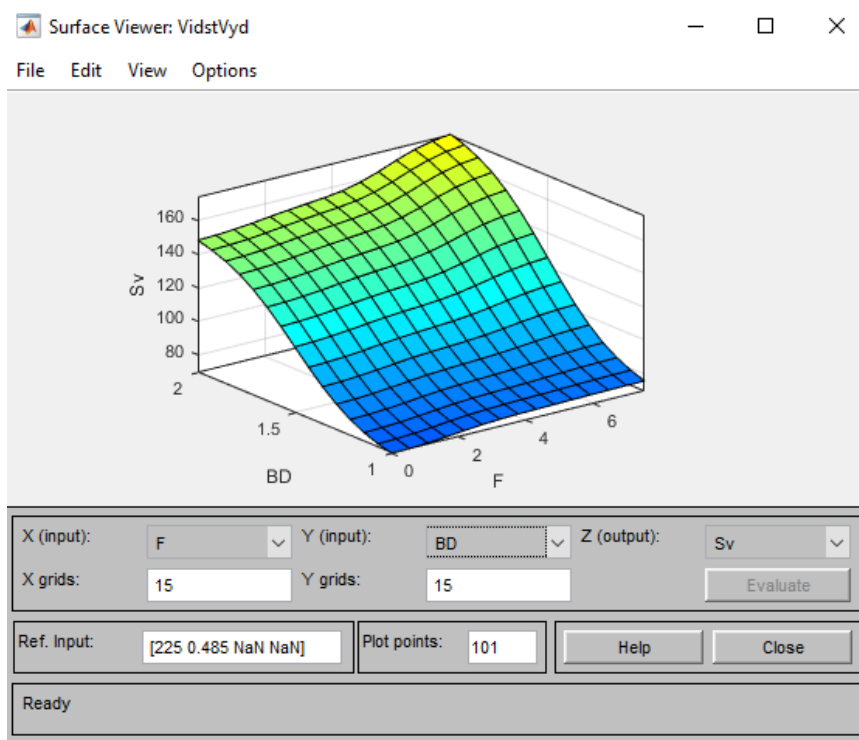 Surface Viewer: VidstVyd
File Edit View Options
160
140
120
100
80
Sv
2
1.5
1
BD
0
2
4
6
F
X (input): F Y (input): BD Z (output): Sv
X grids: 15 Y grids: 15 Evaluate
Ref. Input: [225 0.485 NaN NaN] Plot points: 101 Help Close
Ready